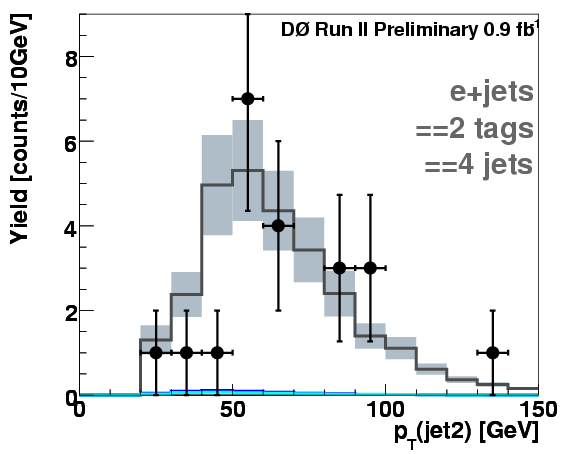 DØ Run II Preliminary 0.9 fb-1
e+jets
==2 tags
==4 jets
Yield [counts/10GeV]
8
6
4
2
0
0 50 100 150
pT(jet2) [GeV]